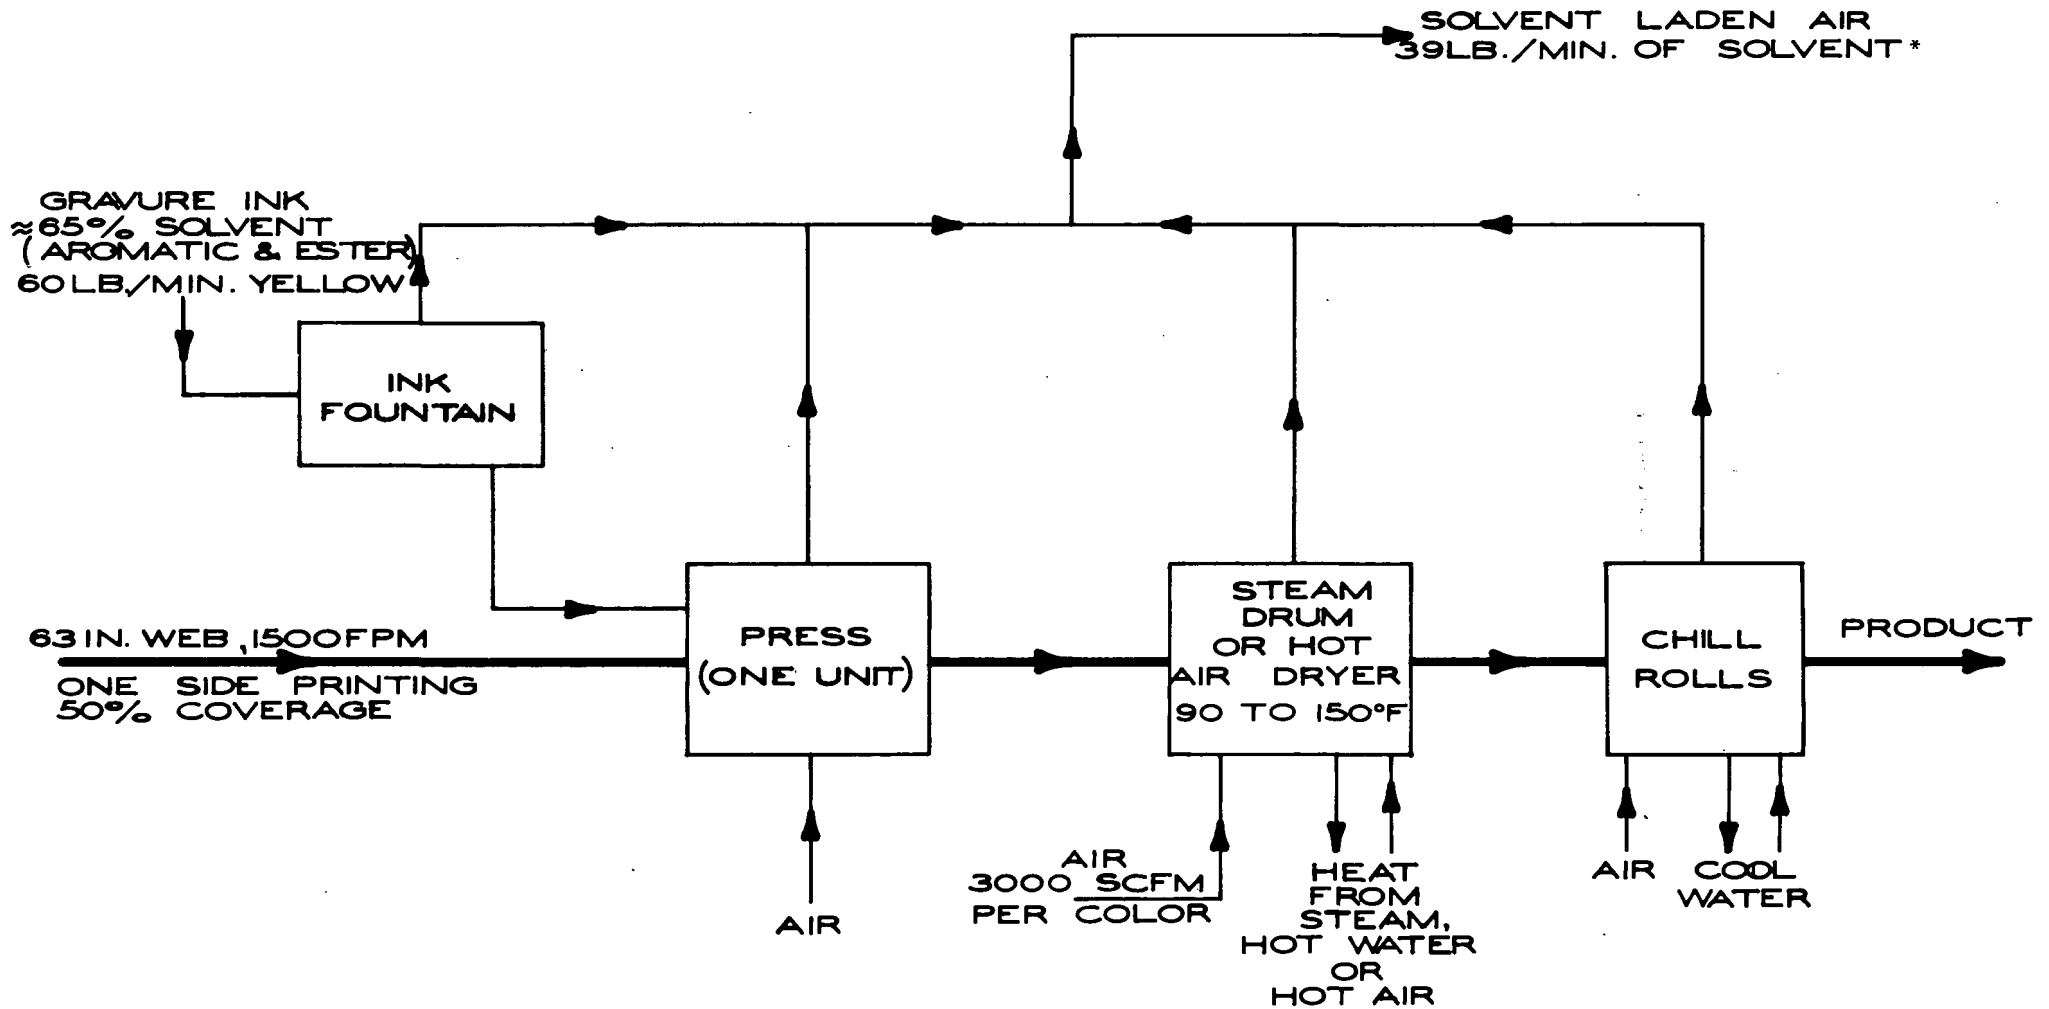 SOLVENT LADEN AIR
39LB./MIN. OF SOLVENT*
GRAVURE INK
≈65% SOLVENT
(AROMATIC & ESTER)
60LB./MIN. YELLOW
INK
FOUNTAIN
63IN. WEB, 1500FPM
ONE SIDE PRINTING
50% COVERAGE
PRESS
(ONE UNIT)
STEAM
DRUM
OR HOT
AIR DRYER
90 TO 150°F
CHILL
ROLLS
PRODUCT
AIR
AIR
3000 SCFM
PER COLOR
HEAT
FROM
STEAM,
HOT WATER
OR
HOT AIR
AIR
COOL
WATER